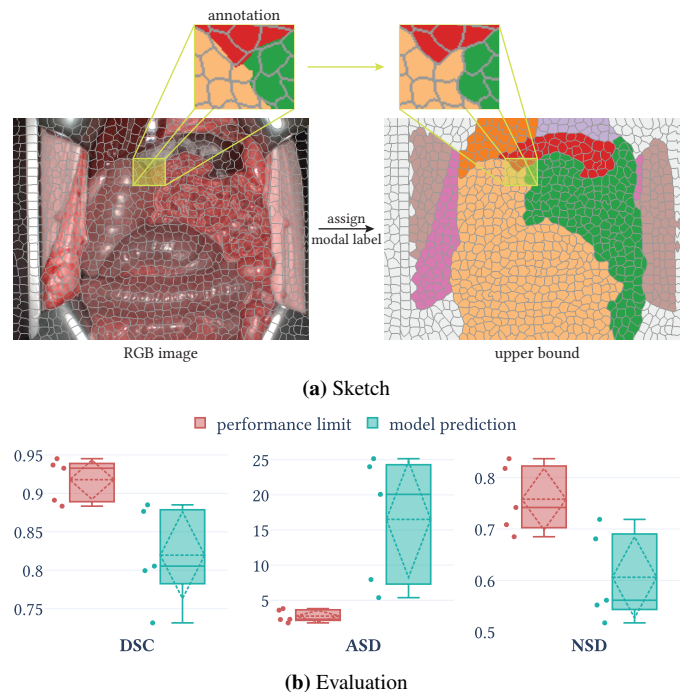 annotation
assign
modal label
RGB image
upper bound
(a) Sketch
performance limit
model prediction
0.95
0.9
0.85
0.8
0.75
DSC
25
20
15
10
5
ASD
0.8
0.7
0.6
0.5
NSD
(b) Evaluation